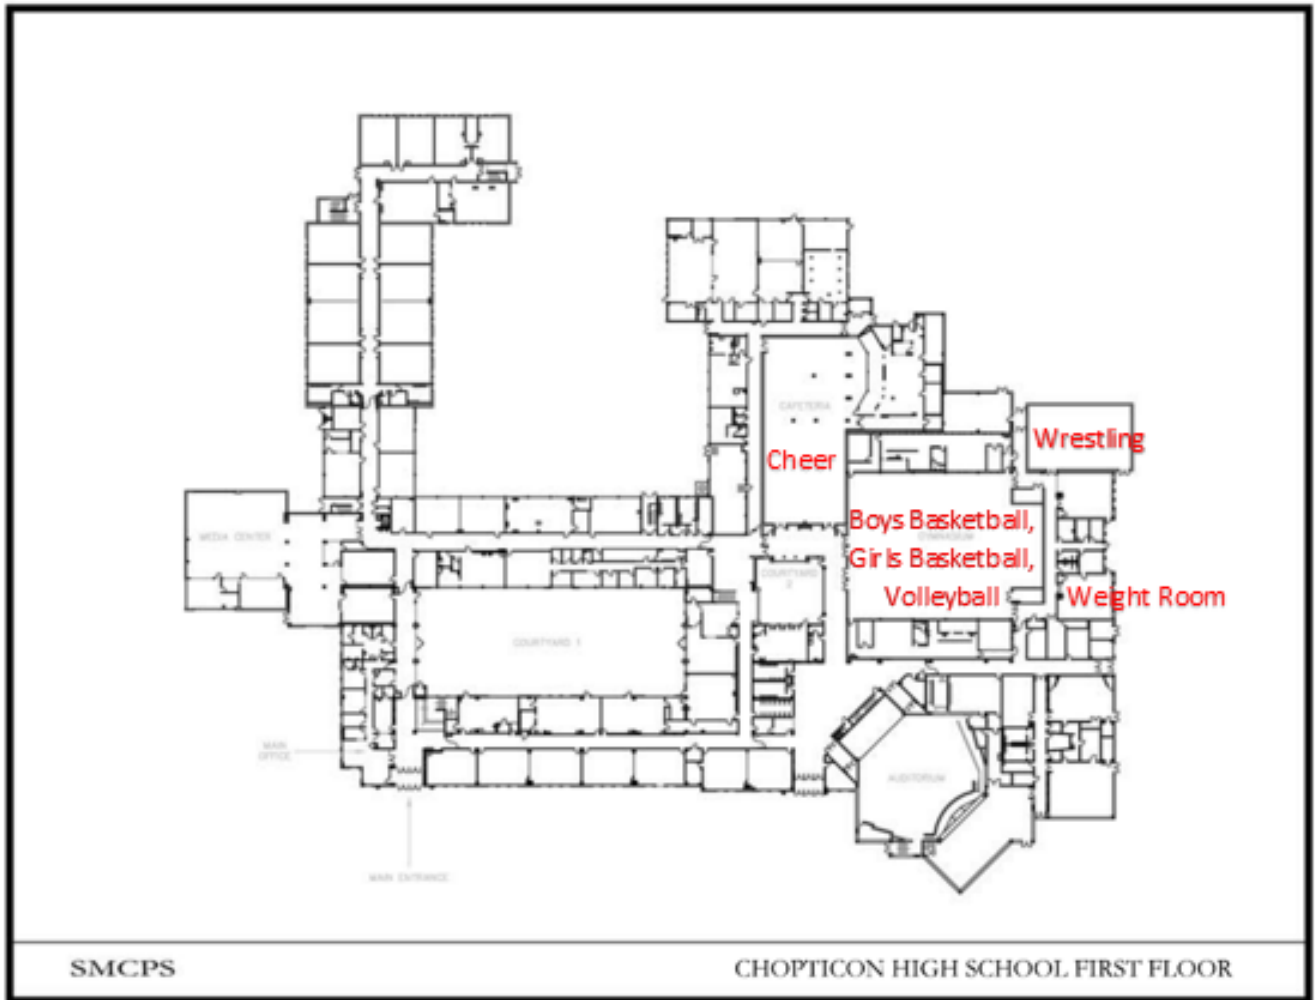 CAFETERIA
Wrestling
Cheer
MEDIA CENTER
Boys Basketball,
GYMNASIUM
Girls Basketball,
COURTYARD
2
Volleyball
Weight Room
COURTYARD 1
MAIN
OFFICE
AUDITORIUM
MAIN ENTRANCE
SMCPS
CHOPTICON HIGH SCHOOL FIRST FLOOR